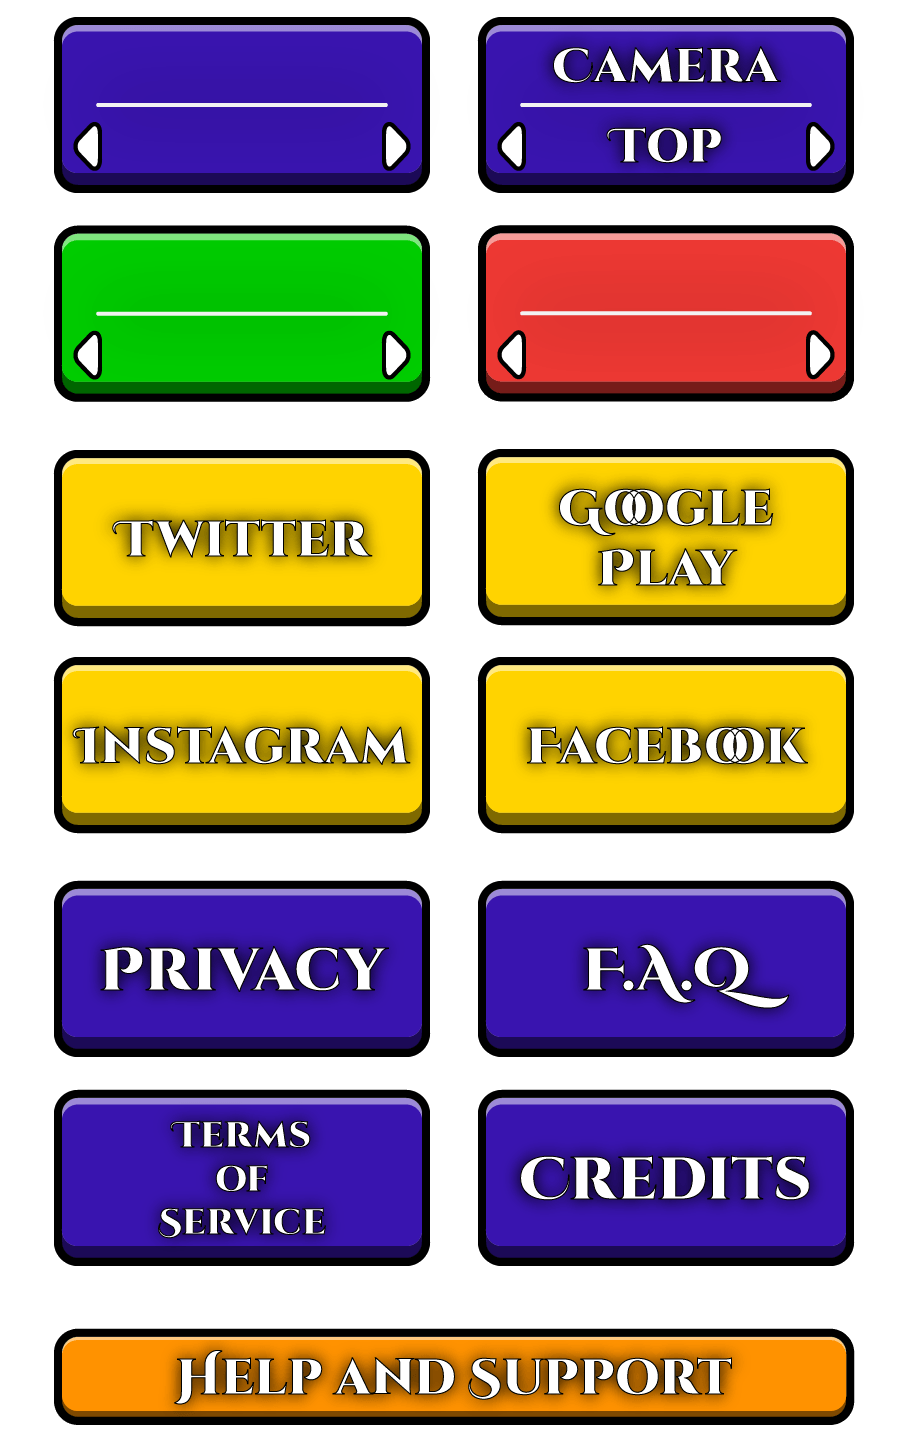 Camera
Top
Twitter
Google
Play
Instagram
Facebook
Privacy
F.A.Q
Terms
of
Service
Credits
Help and Support